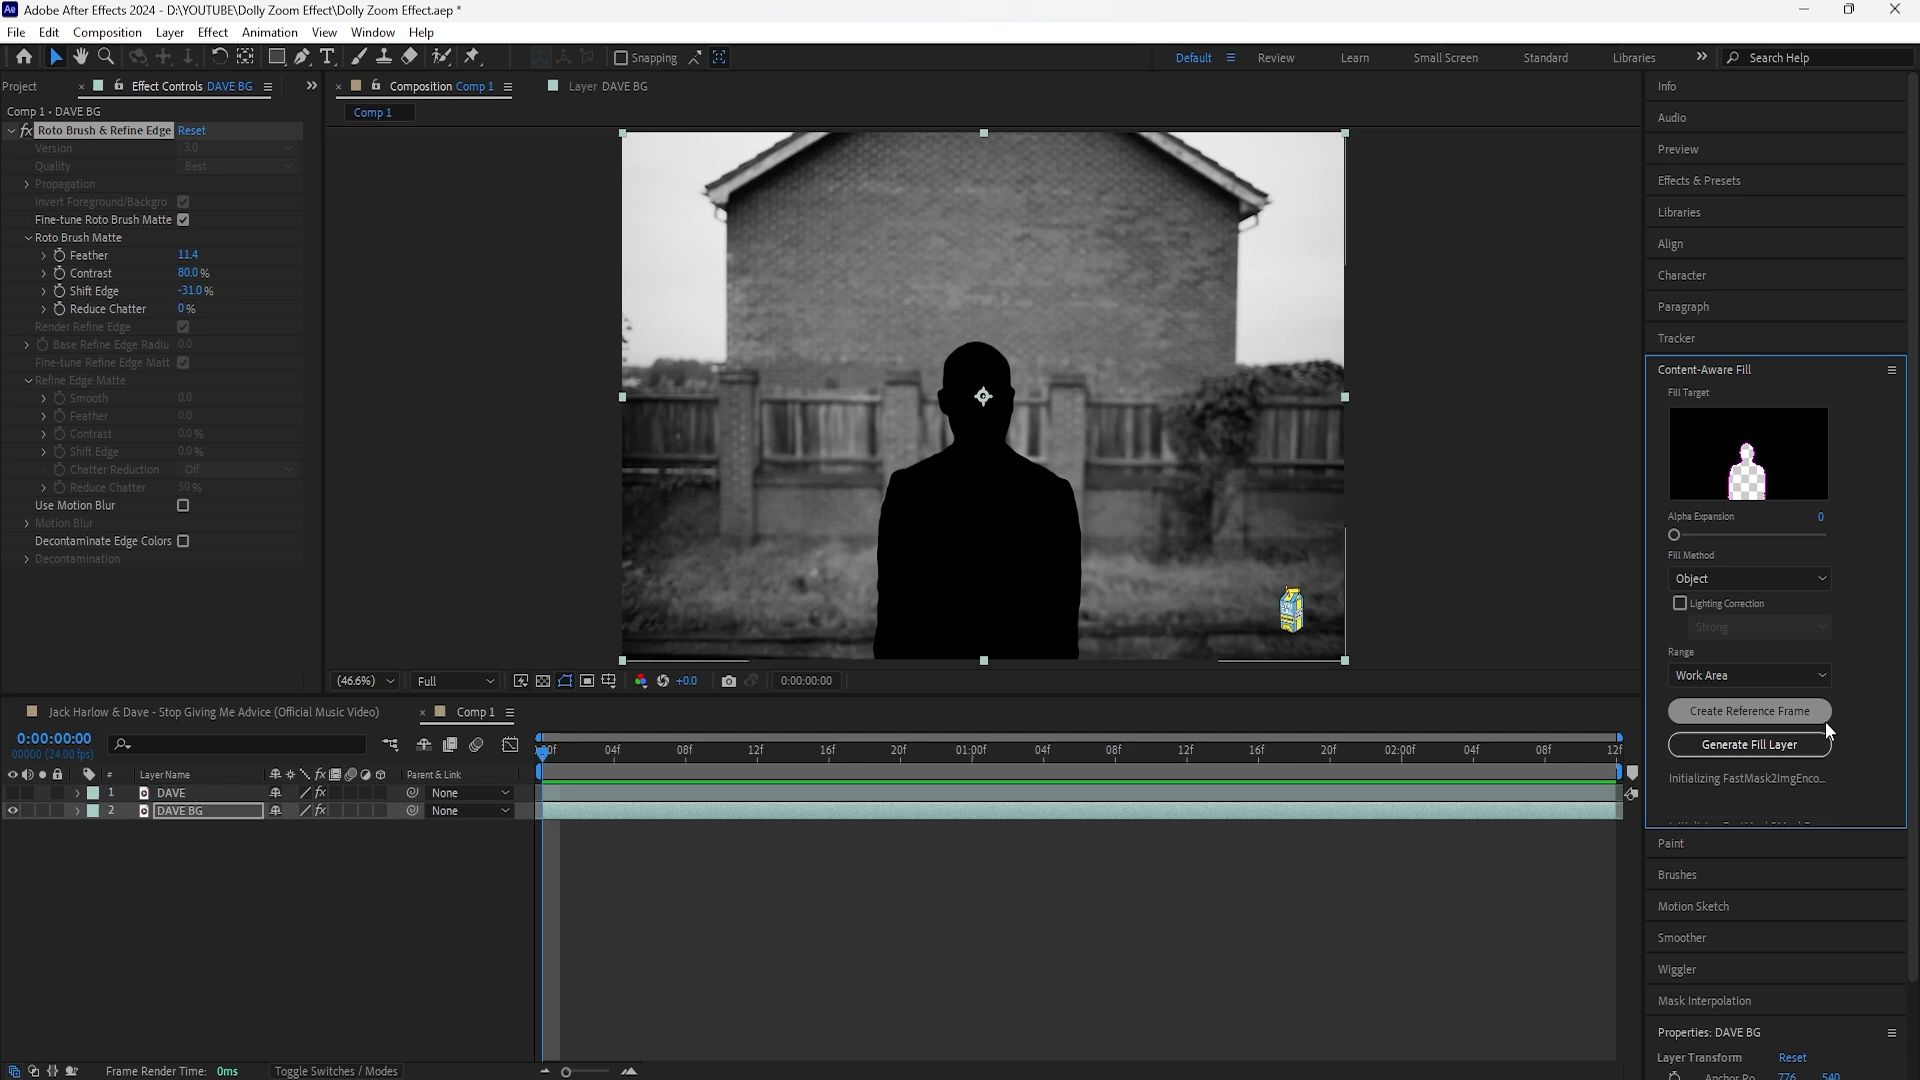 Adobe After Effects 2024 - D:\YOUTUBE\Dolly Zoom Effect\Dolly Zoom Effect.aep *
File Edit Composition Layer Effect Animation View Window Help
Snapping
Default Review Learn Small Screen Standard Libraries Search Help
Project Effect Controls DAVE BG
Comp 1 · DAVE BG
Roto Brush & Refine Edge Reset
Version 3.0
Quality Best
Propagation
Invert Foreground/Backgro
Fine-tune Roto Brush Matte
Roto Brush Matte
Feather 11.4
Contrast 80.0 %
Shift Edge -31.0 %
Reduce Chatter 0 %
Render Refine Edge
Base Refine Edge Radiu 0.0
Fine-tune Refine Edge Matt
Refine Edge Matte
Smooth 0.0
Feather 0.0
Contrast 0.0 %
Shift Edge 0.0 %
Chatter Reduction Off
Reduce Chatter 50 %
Use Motion Blur
Motion Blur
Decontaminate Edge Colors
Decontamination
Composition Comp 1 Layer DAVE BG
Comp 1
(46.6%) Full +0.0 0:00:00:00
Info
Audio
Preview
Effects & Presets
Libraries
Align
Character
Paragraph
Tracker
Content-Aware Fill
Fill Target
Alpha Expansion 0
Fill Method
Object
Lighting Correction
Strong
Range
Work Area
Create Reference Frame
Generate Fill Layer
Initializing FastMask2ImgEnco...
Paint
Brushes
Motion Sketch
Smoother
Wiggler
Mask Interpolation
Properties: DAVE BG
Layer Transform Reset
Anchor Po 776 540
Jack Harlow & Dave - Stop Giving Me Advice (Official Music Video) Comp 1
0:00:00:00
00000 (24.00 fps)
:00f 04f 08f 12f 16f 20f 01:00f 04f 08f 12f 16f 20f 02:00f 04f 08f 12f
# Layer Name Parent & Link
1 DAVE None
2 DAVE BG None
Frame Render Time: 0ms Toggle Switches / Modes